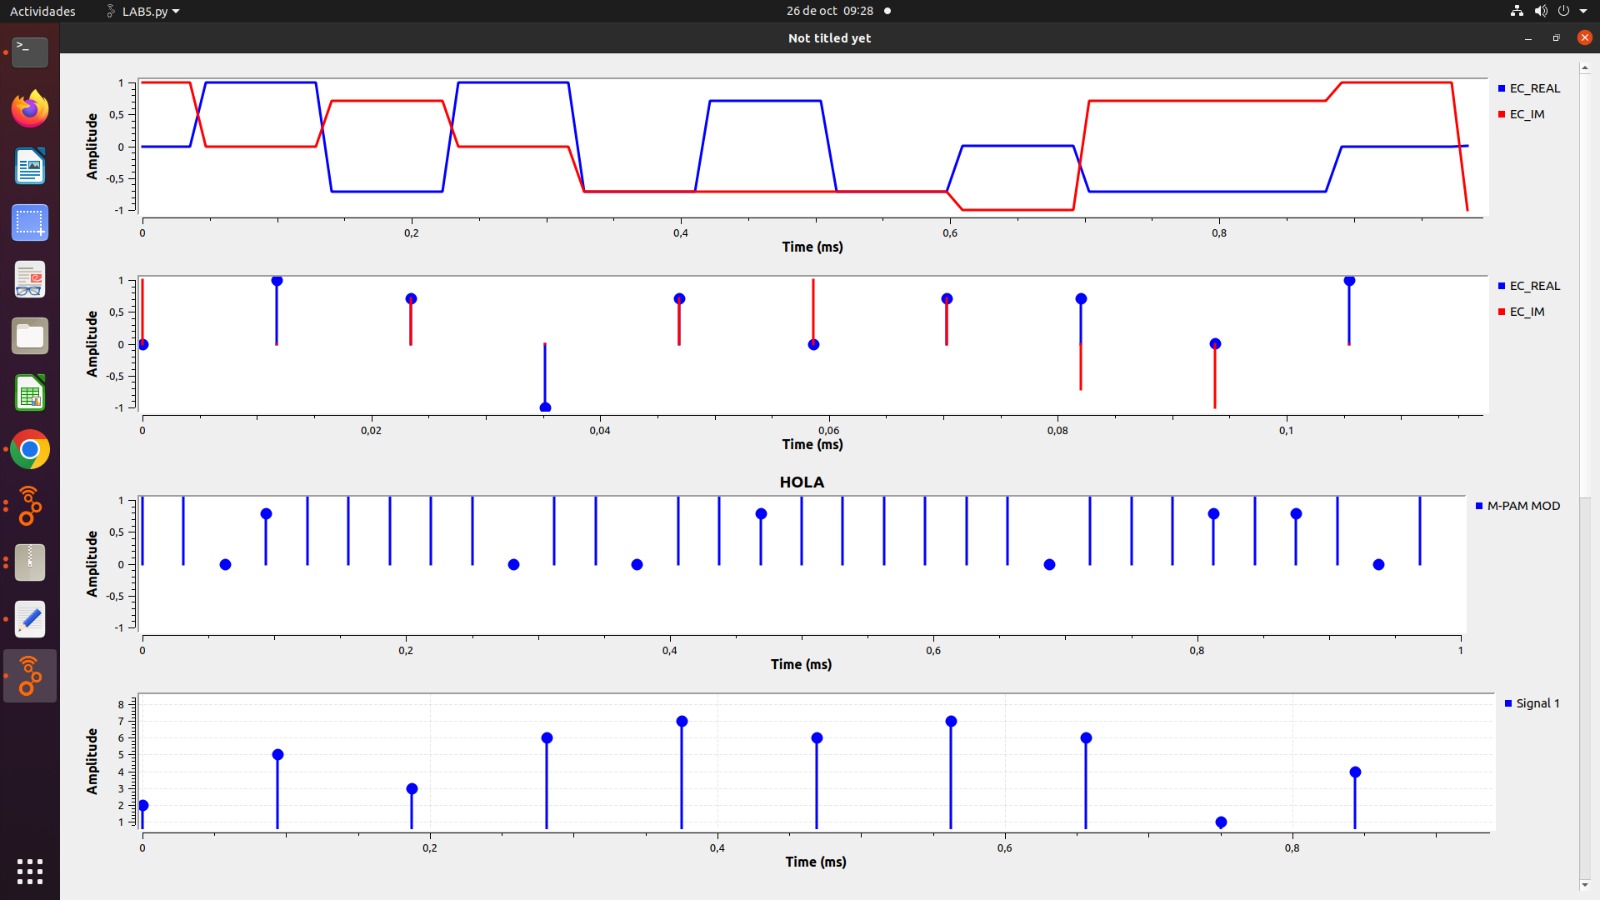 Actividades LAB5.py 26 de oct 09:28
Not titled yet
Amplitude
1
0,5
0
-0,5
-1
0 0,2 0,4 0,6 0,8
Time (ms)
EC_REAL
EC_IM
Amplitude
1
0,5
0
-0,5
-1
0 0,02 0,04 0,06 0,08 0,1
Time (ms)
EC_REAL
EC_IM
HOLA
Amplitude
1
0,5
0
-0,5
-1
0 0,2 0,4 0,6 0,8 1
Time (ms)
M-PAM MOD
Amplitude
8
7
6
5
4
3
2
1
0 0,2 0,4 0,6 0,8
Time (ms)
Signal 1